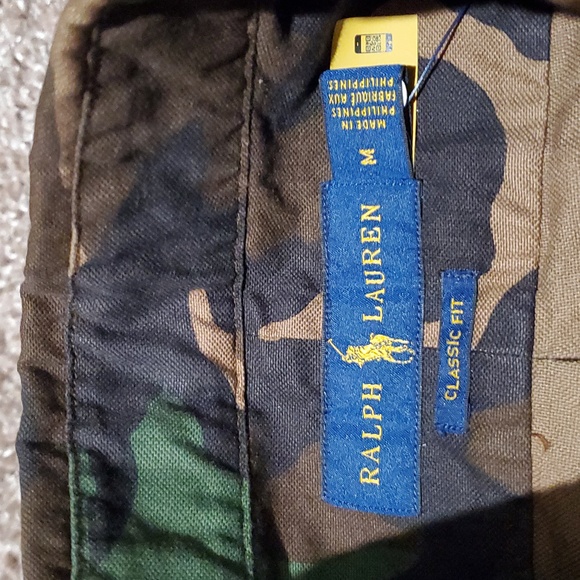 RALPH LAUREN
M
MADE IN
PHILIPPINES
FABRIQUÉ AUX
PHILIPPINES
CLASSIC FIT